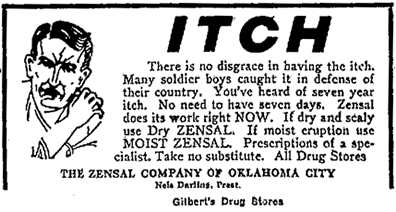 ITCH
There is no disgrace in having the itch.
Many soldier boys caught it in defense of
their country. You've heard of seven year
itch. No need to have seven days. Zensal
does its work right NOW. If dry and scaly
use Dry ZENSAL. If moist eruption use
MOIST ZENSAL. Prescriptions of a spe-
cialist. Take no substitute. All Drug Stores
THE ZENSAL COMPANY OF OKLAHOMA CITY
Nels Darling, Prest.
Gilbert's Drug Stores